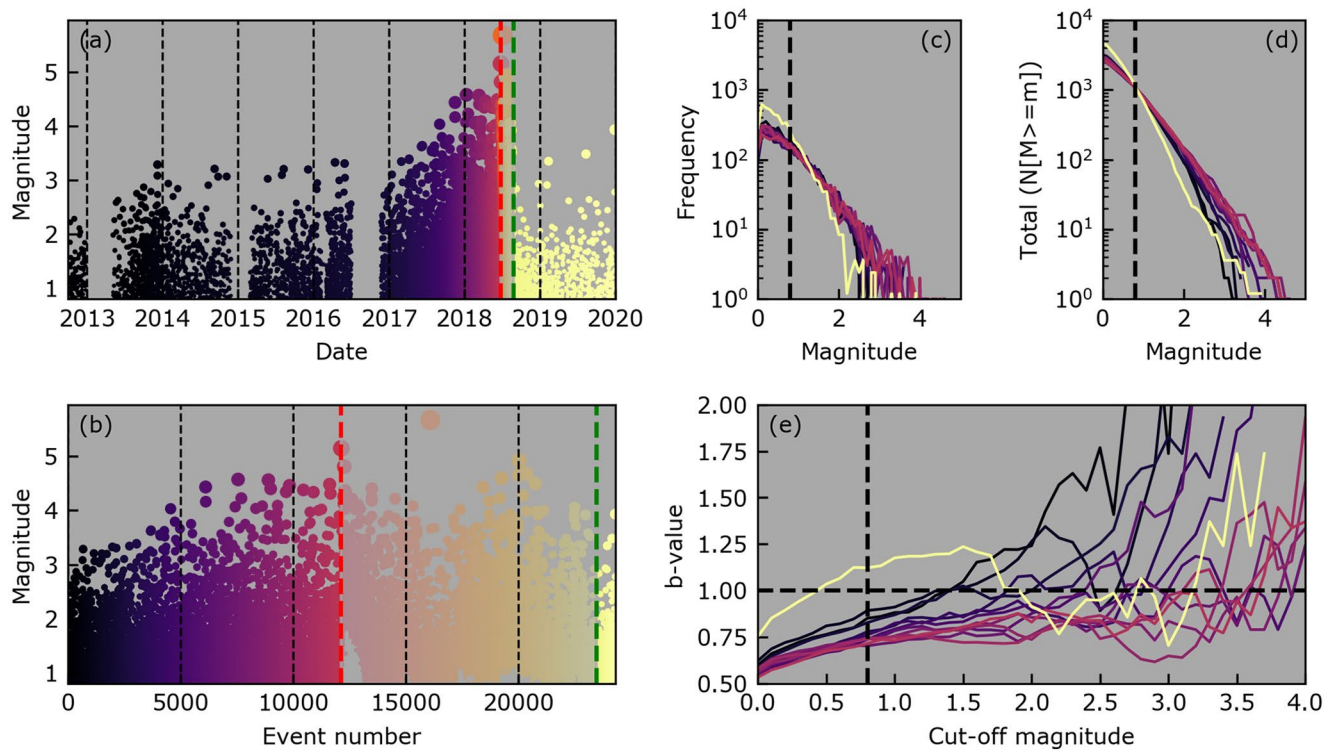 (a)
Magnitude
5
4
3
2
1
2013 2014 2015 2016 2017 2018 2019 2020
Date
(c)
Frequency
10^4
10^3
10^2
10^1
10^0
0 2 4
Magnitude
(d)
Total (N[M>=m])
10^4
10^3
10^2
10^1
10^0
0 2 4
Magnitude
(b)
Magnitude
5
4
3
2
1
0 5000 10000 15000 20000
Event number
(e)
b-value
2.00
1.75
1.50
1.25
1.00
0.75
0.50
0.0 0.5 1.0 1.5 2.0 2.5 3.0 3.5 4.0
Cut-off magnitude